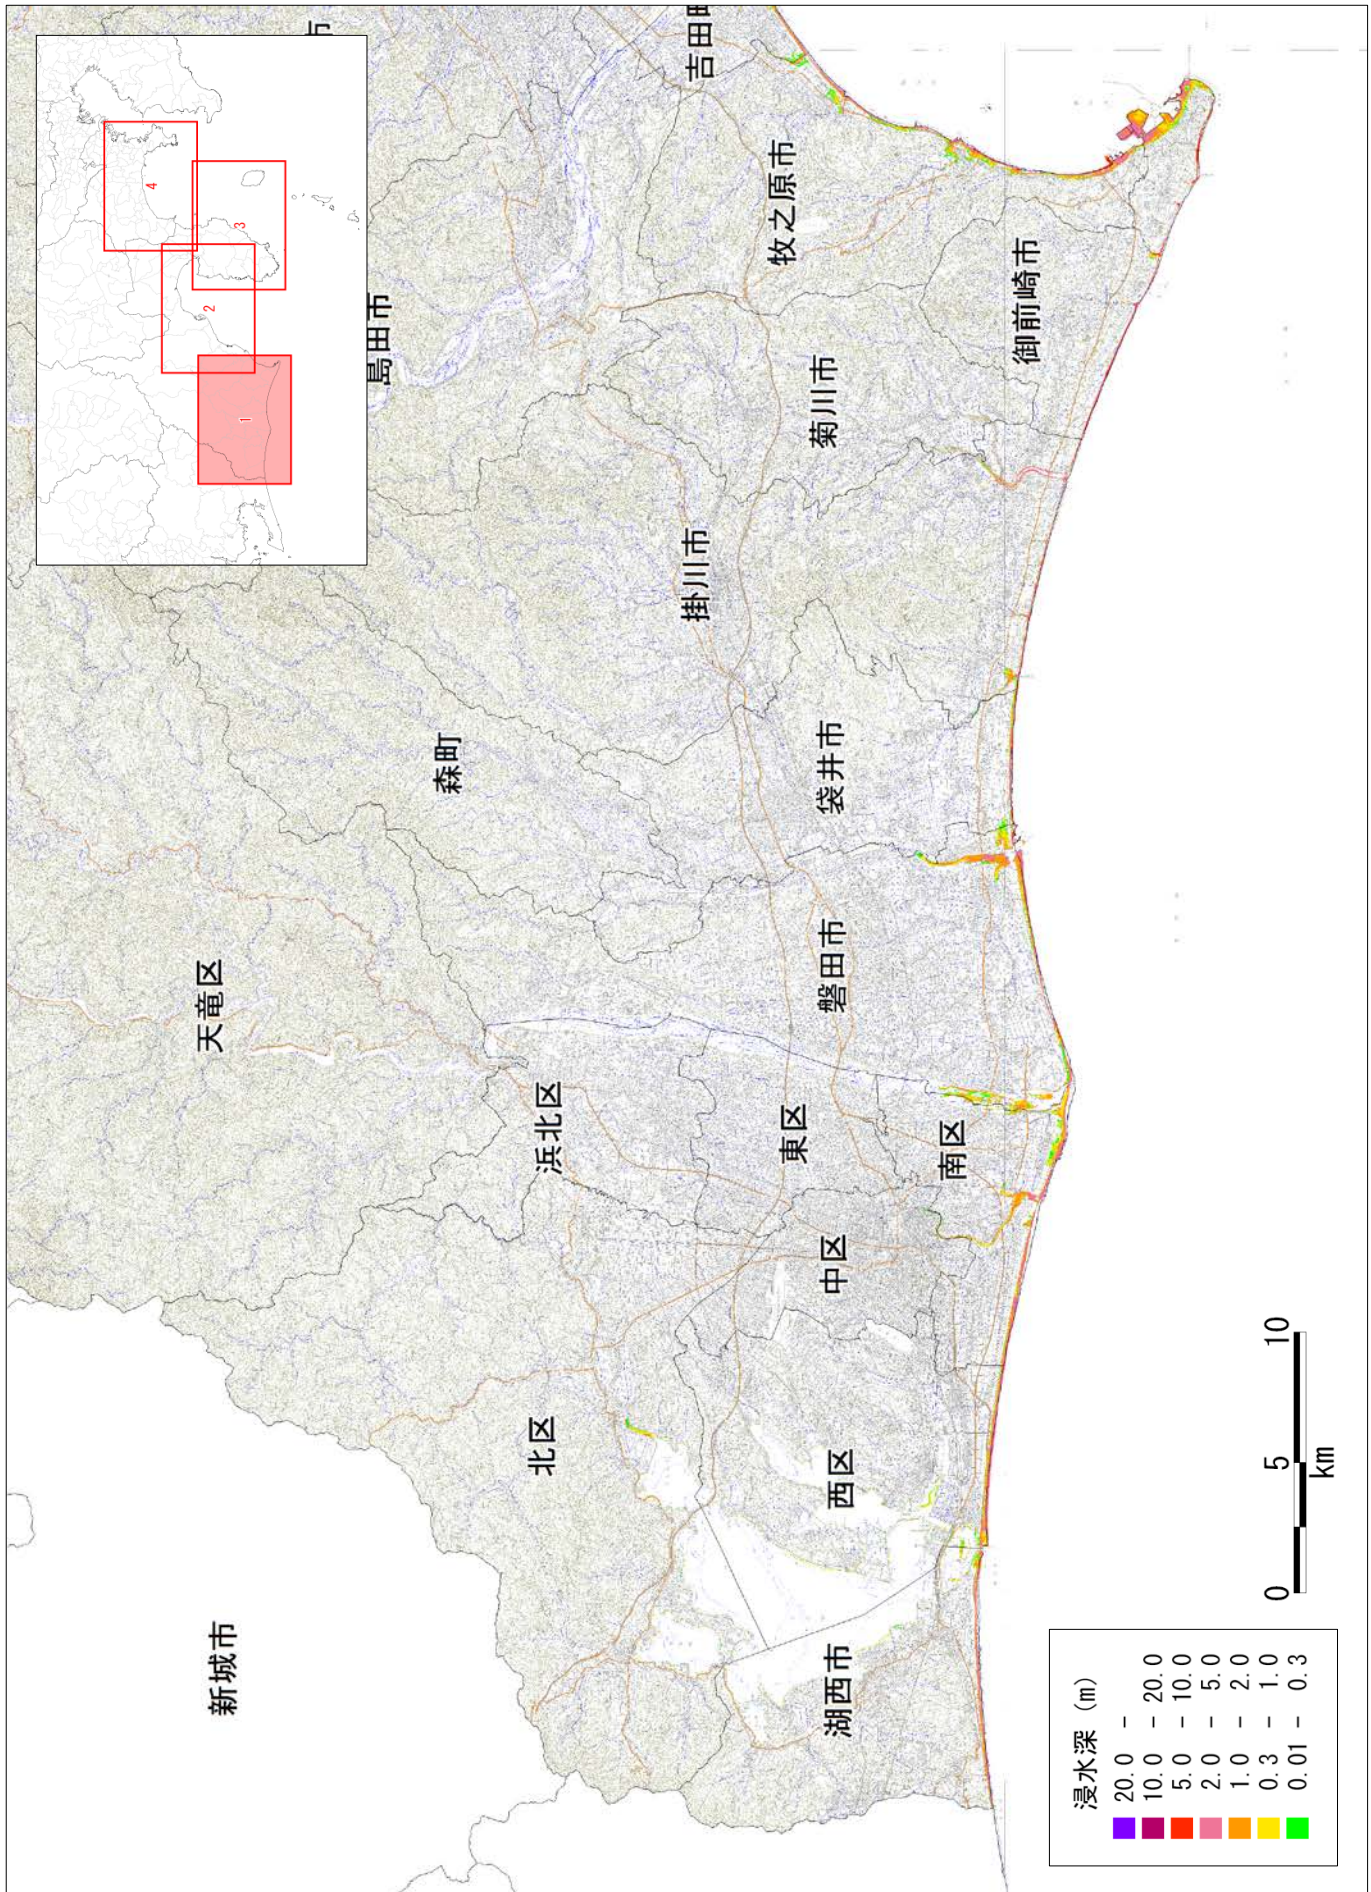 4
3
2
1
吉田町
牧之原市
御前崎市
島田市
菊川市
掛川市
森町
袋井市
天竜区
磐田市
浜北区
東区
南区
中区
北区
西区
新城市
湖西市
0 5 10
km
浸水深 (m)
20.0 -
10.0 - 20.0
5.0 - 10.0
2.0 - 5.0
1.0 - 2.0
0.3 - 1.0
0.01 - 0.3